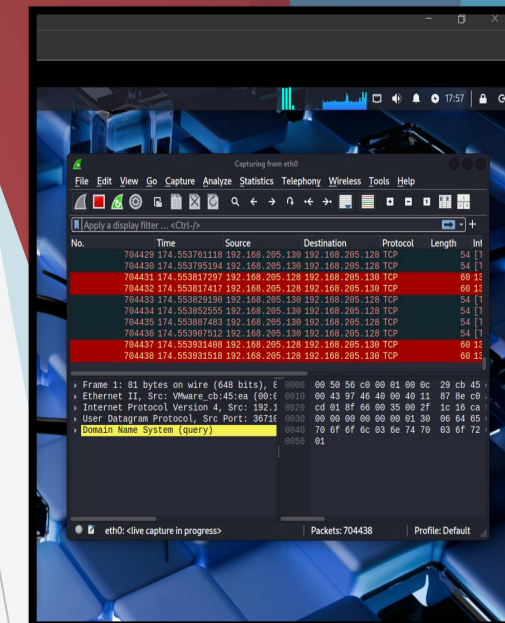 17:57
Capturing from eth0
File Edit View Go Capture Analyze Statistics Telephony Wireless Tools Help
Apply a display filter ... <Ctrl-/>
No. Time Source Destination Protocol Length Inf
704429 174.553761118 192.168.205.130 192.168.205.128 TCP 54 [T
704430 174.553795194 192.168.205.130 192.168.205.128 TCP 54 [T
704431 174.553817297 192.168.205.128 192.168.205.130 TCP 60 13
704432 174.553817417 192.168.205.128 192.168.205.130 TCP 60 13
704433 174.553829190 192.168.205.130 192.168.205.128 TCP 54 [T
704434 174.553852555 192.168.205.130 192.168.205.128 TCP 54 [T
704435 174.553887483 192.168.205.130 192.168.205.128 TCP 54 [T
704436 174.553907512 192.168.205.130 192.168.205.128 TCP 54 [T
704437 174.553931408 192.168.205.128 192.168.205.130 TCP 60 13
704438 174.553931518 192.168.205.128 192.168.205.130 TCP 60 13
Frame 1: 81 bytes on wire (648 bits), 8
Ethernet II, Src: VMware_cb:45:ea (00:0
Internet Protocol Version 4, Src: 192.1
User Datagram Protocol, Src Port: 36710
Domain Name System (query)
0000 00 50 56 c0 00 01 00 0c 29 cb 45
0010 00 43 97 46 40 00 40 11 87 8e c0
0020 cd 01 8f 66 00 35 00 2f 1c 16 ca
0030 00 00 00 00 00 00 01 30 06 64 65
0040 70 6f 6f 6c 03 6e 74 70 03 6f 72
0050 01
eth0: <live capture in progress> Packets: 704438 Profile: Default